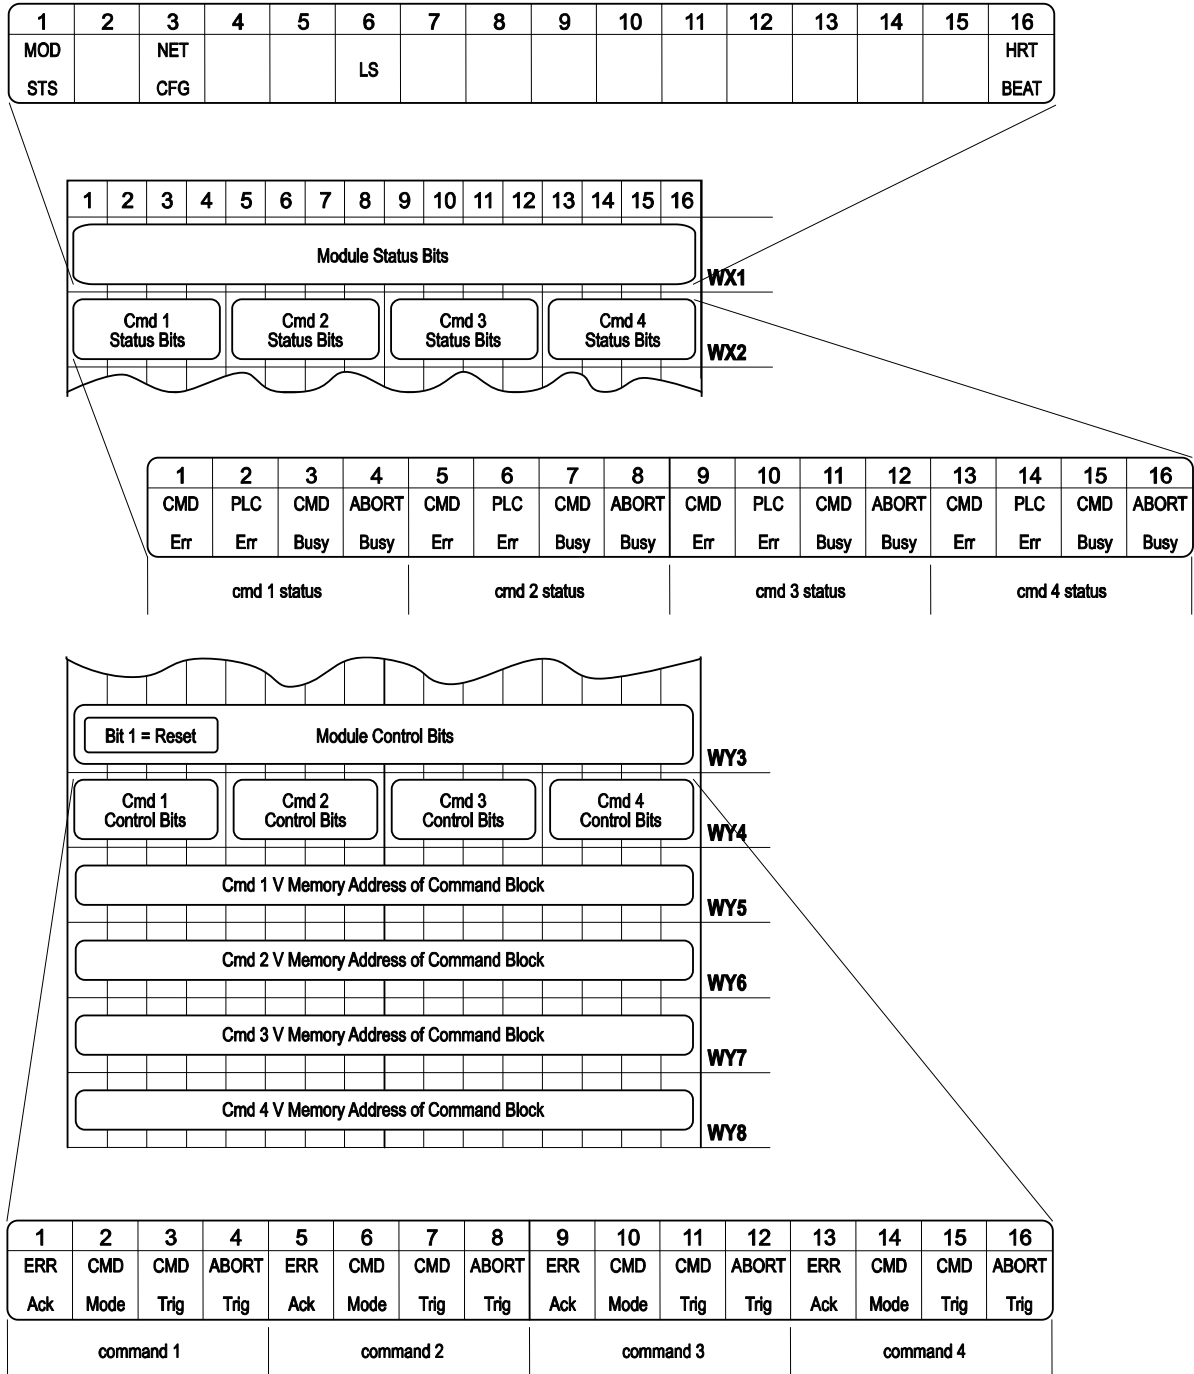 1 2 3 4 5 6 7 8 9 10 11 12 13 14 15 16
MOD NET LS HRT
STS CFG BEAT
1 2 3 4 5 6 7 8 9 10 11 12 13 14 15 16
Module Status Bits
WX1
Cmd 1 Cmd 2 Cmd 3 Cmd 4
Status Bits Status Bits Status Bits Status Bits
WX2
1 2 3 4 5 6 7 8 9 10 11 12 13 14 15 16
CMD PLC CMD ABORT CMD PLC CMD ABORT CMD PLC CMD ABORT CMD PLC CMD ABORT
Err Err Busy Busy Err Err Busy Busy Err Err Busy Busy Err Err Busy Busy
cmd 1 status cmd 2 status cmd 3 status cmd 4 status
Bit 1 = Reset Module Control Bits
WY3
Cmd 1 Cmd 2 Cmd 3 Cmd 4
Control Bits Control Bits Control Bits Control Bits
WY4
Cmd 1 V Memory Address of Command Block
WY5
Cmd 2 V Memory Address of Command Block
WY6
Cmd 3 V Memory Address of Command Block
WY7
Cmd 4 V Memory Address of Command Block
WY8
1 2 3 4 5 6 7 8 9 10 11 12 13 14 15 16
ERR CMD CMD ABORT ERR CMD CMD ABORT ERR CMD CMD ABORT ERR CMD CMD ABORT
Ack Mode Trig Trig Ack Mode Trig Trig Ack Mode Trig Trig Ack Mode Trig Trig
command 1 command 2 command 3 command 4